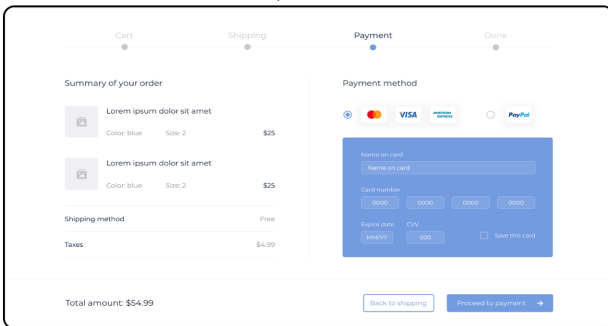 Cart Shipping Payment Done
Summary of your order
Lorem ipsum dolor sit amet
Color: blue Size: 2 $25
Lorem ipsum dolor sit amet
Color: blue Size: 2 $25
Shipping method Free
Taxes $4.99
Payment method
VISA AMERICAN EXPRESS PayPal
Name on card
Name on card
Card number
0000 0000 0000 0000
Expire date CVV
MM/YY 000 Save this card
Total amount: $54.99 Back to shipping Proceed to payment →